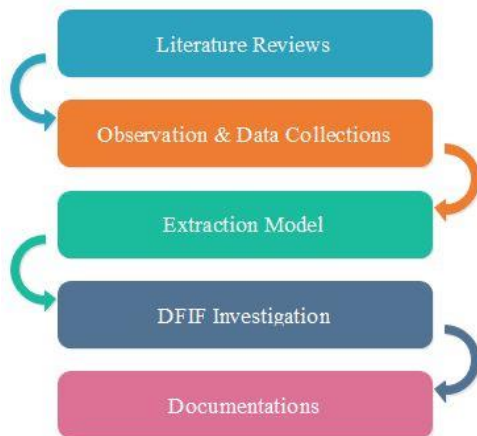 Literature Reviews
Observation & Data Collections
Extraction Model
DFIF Investigation
Documentations